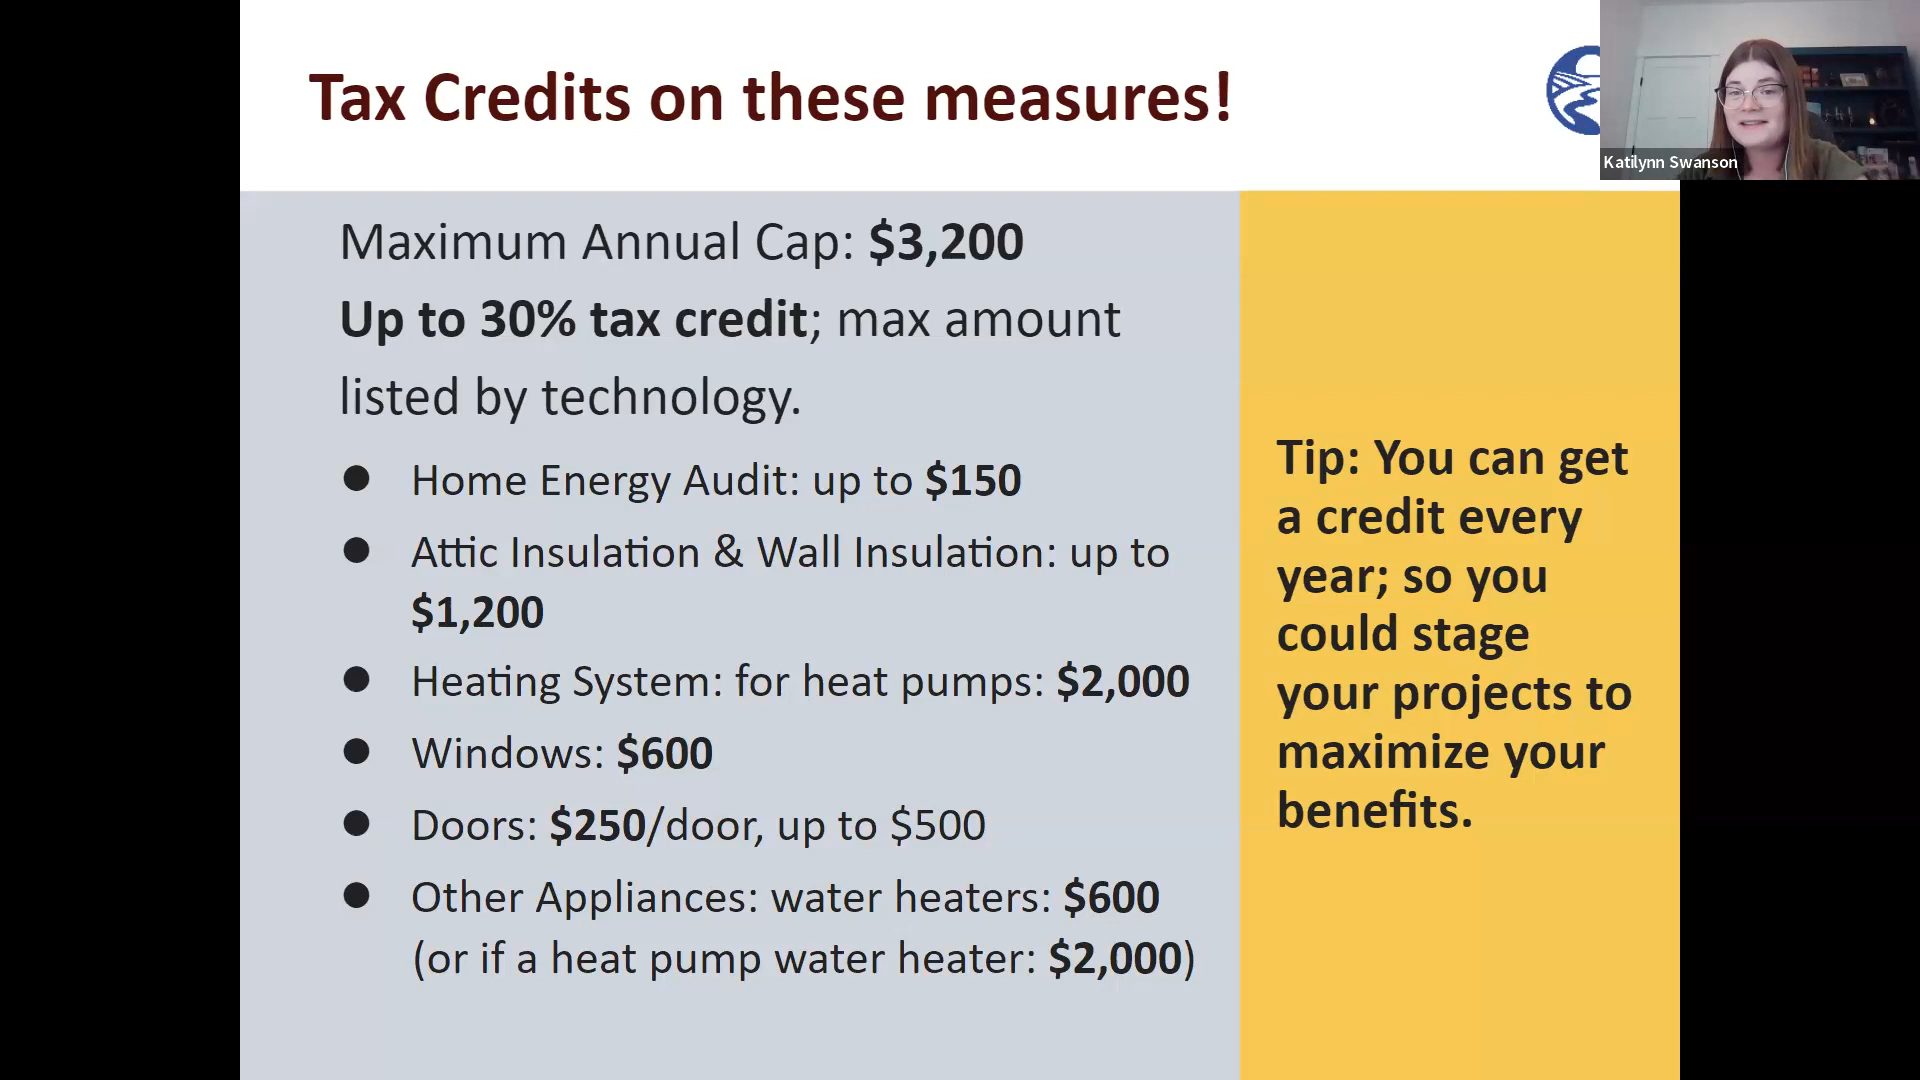 Tax Credits on these measures!
Katilynn Swanson
Maximum Annual Cap: $3,200
Up to 30% tax credit; max amount
listed by technology.
● Home Energy Audit: up to $150
● Attic Insulation & Wall Insulation: up to
$1,200
● Heating System: for heat pumps: $2,000
● Windows: $600
● Doors: $250/door, up to $500
● Other Appliances: water heaters: $600
(or if a heat pump water heater: $2,000)
Tip: You can get
a credit every
year; so you
could stage
your projects to
maximize your
benefits.